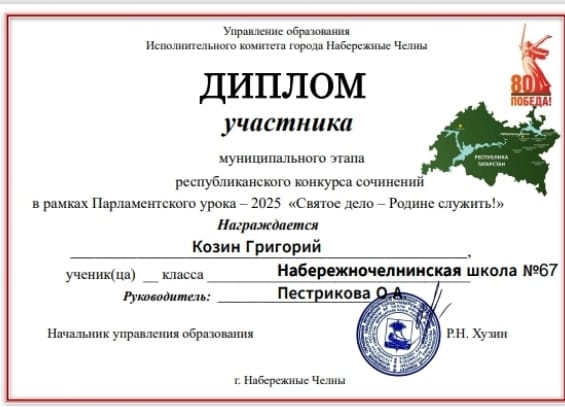 Управление образования
Исполнительного комитета города Набережные Челны
ДИПЛОМ
участника
80
ПОБЕДА!
муниципального этапа
РЕСПУБЛИКА
ТАТАРСТАН
республиканского конкурса сочинений
в рамках Парламентского урока – 2025 «Святое дело – Родине служить!»
Награждается
Козин Григорий
ученик(ца) __ класса Набережночелнинская школа №67
Руководитель: Пестрикова О.А.
Начальник управления образования Р.Н. Хузин
г. Набережные Челны